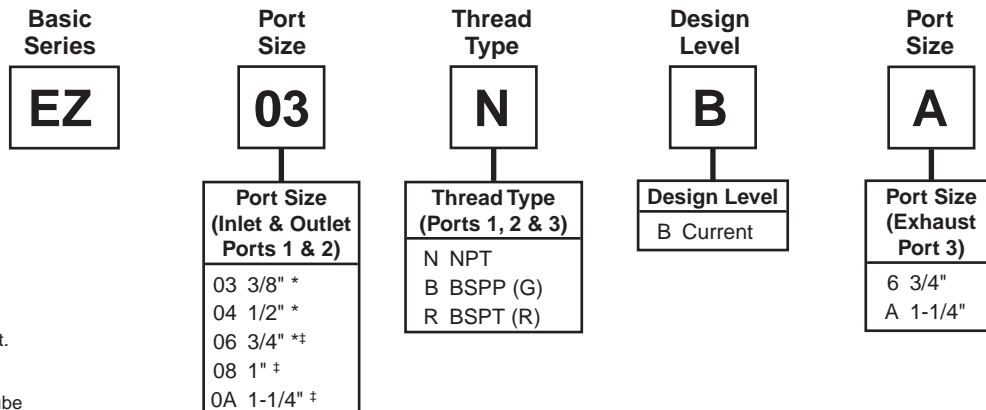 Basic Series
Port Size
Thread Type
Design Level
Port Size
EZ
03
N
B
A
Port Size
(Inlet & Outlet
Ports 1 & 2)
03 3/8" *
04 1/2" *
06 3/4" *‡
08 1" ‡
0A 1-1/4" ‡
Thread Type
(Ports 1, 2 & 3)
N NPT
B BSPP (G)
R BSPT (R)
Design Level
B Current
Port Size
(Exhaust
Port 3)
6 3/4"
A 1-1/4"